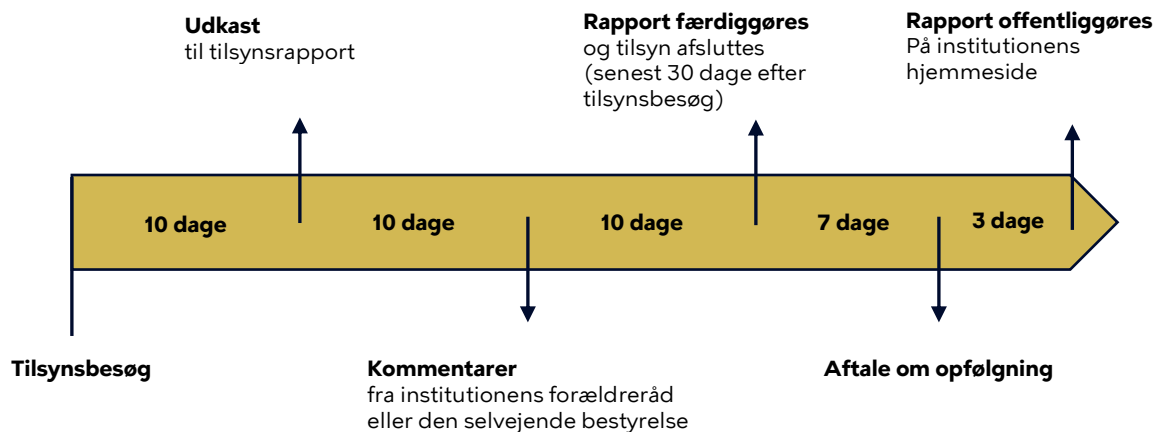 Udkast
til tilsynsrapport
Rapport færdiggøres
og tilsyn afsluttes
(senest 30 dage efter
tilsynsbesøg)
Rapport offentliggøres
På institutionens
hjemmeside
10 dage
10 dage
10 dage
7 dage
3 dage
Tilsynsbesøg
Kommentarer
fra institutionens forældreråd
eller den selvejende bestyrelse
Aftale om opfølgning